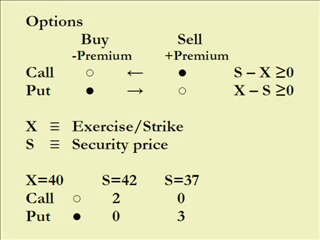 Options
Buy Sell
-Premium +Premium
Call ○ ← ● S – X ≥0
Put ● → ○ X – S ≥0
X ≡ Exercise/Strike
S ≡ Security price
X=40 S=42 S=37
Call ○ 2 0
Put ● 0 3